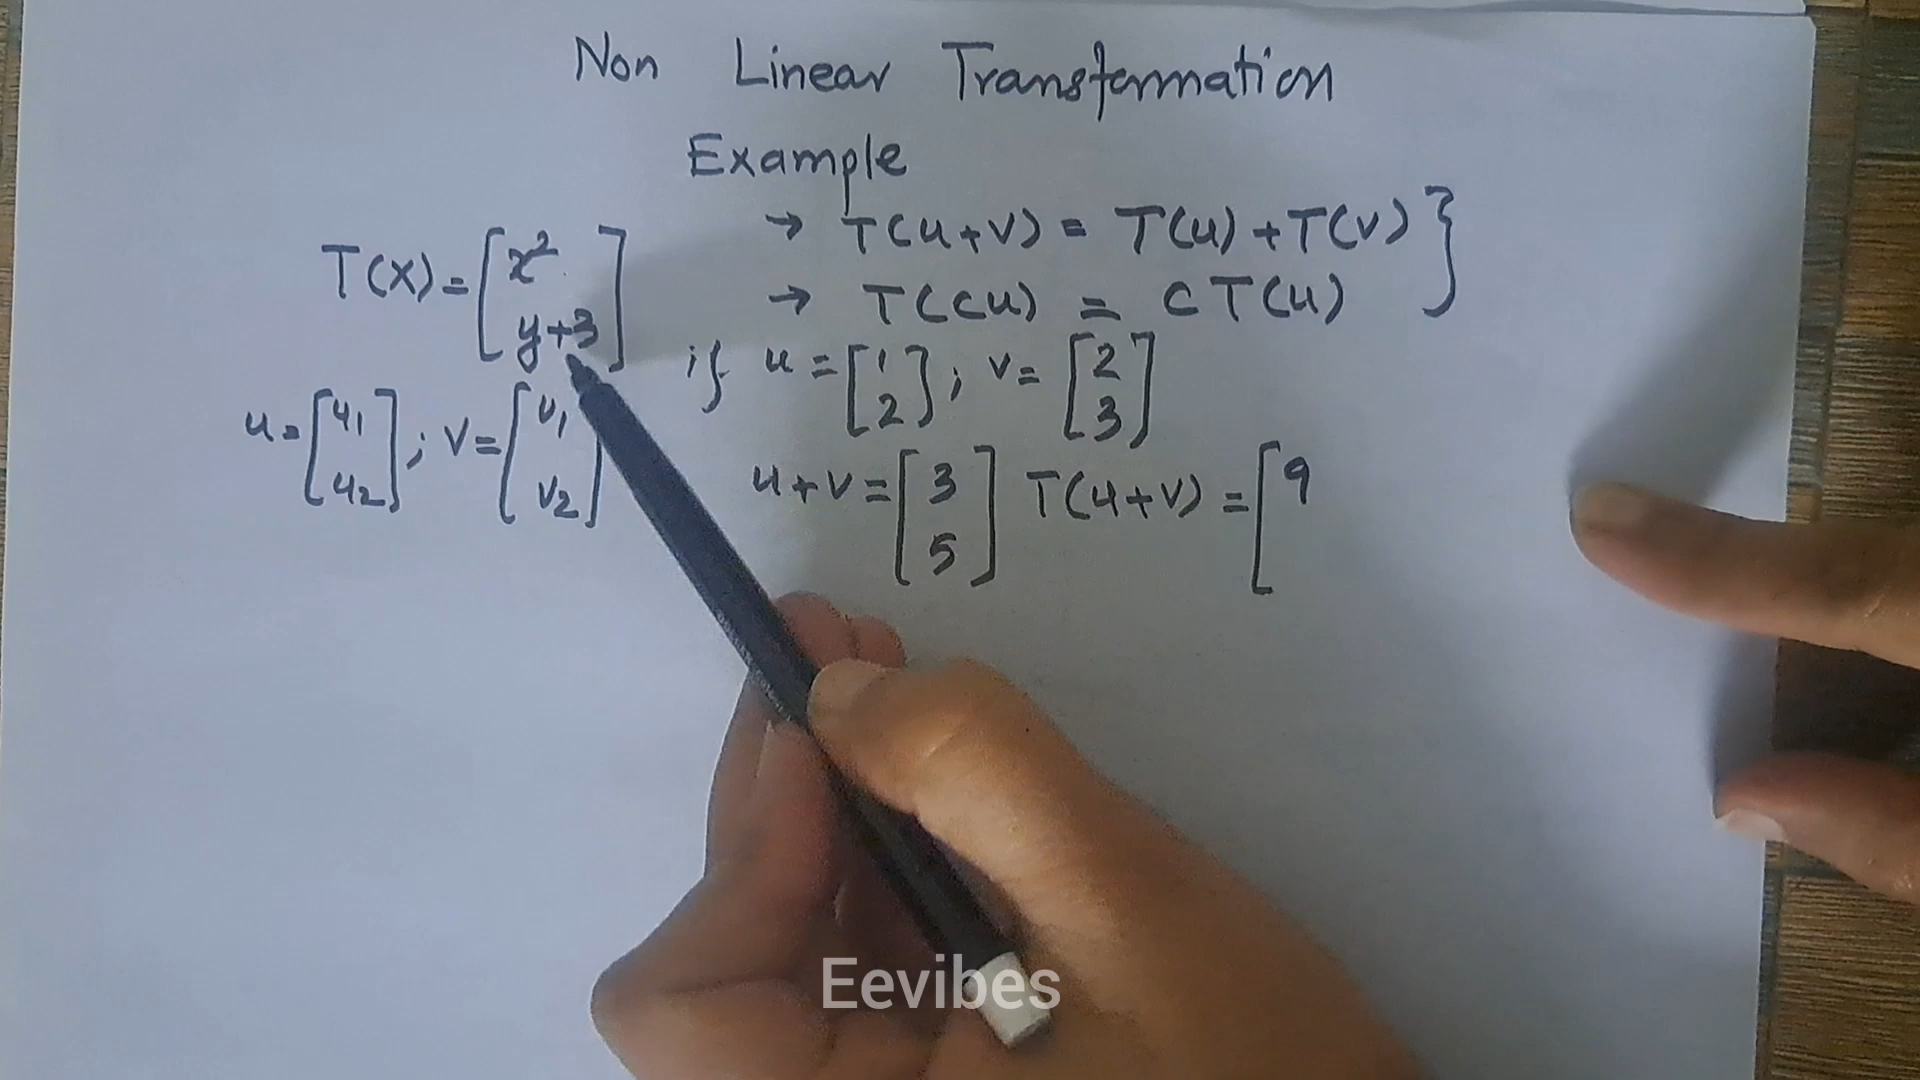 Non Linear Transformation
Example
→ T(u+v) = T(u)+T(v) }
→ T(cu) = cT(u)
T(x) = [x²
y+3]
if u = [1
2] ; v = [2
3]
u = [u1
u2] ; v = [v1
v2]
u+v = [3
5] T(u+v) = [9
Eevibes